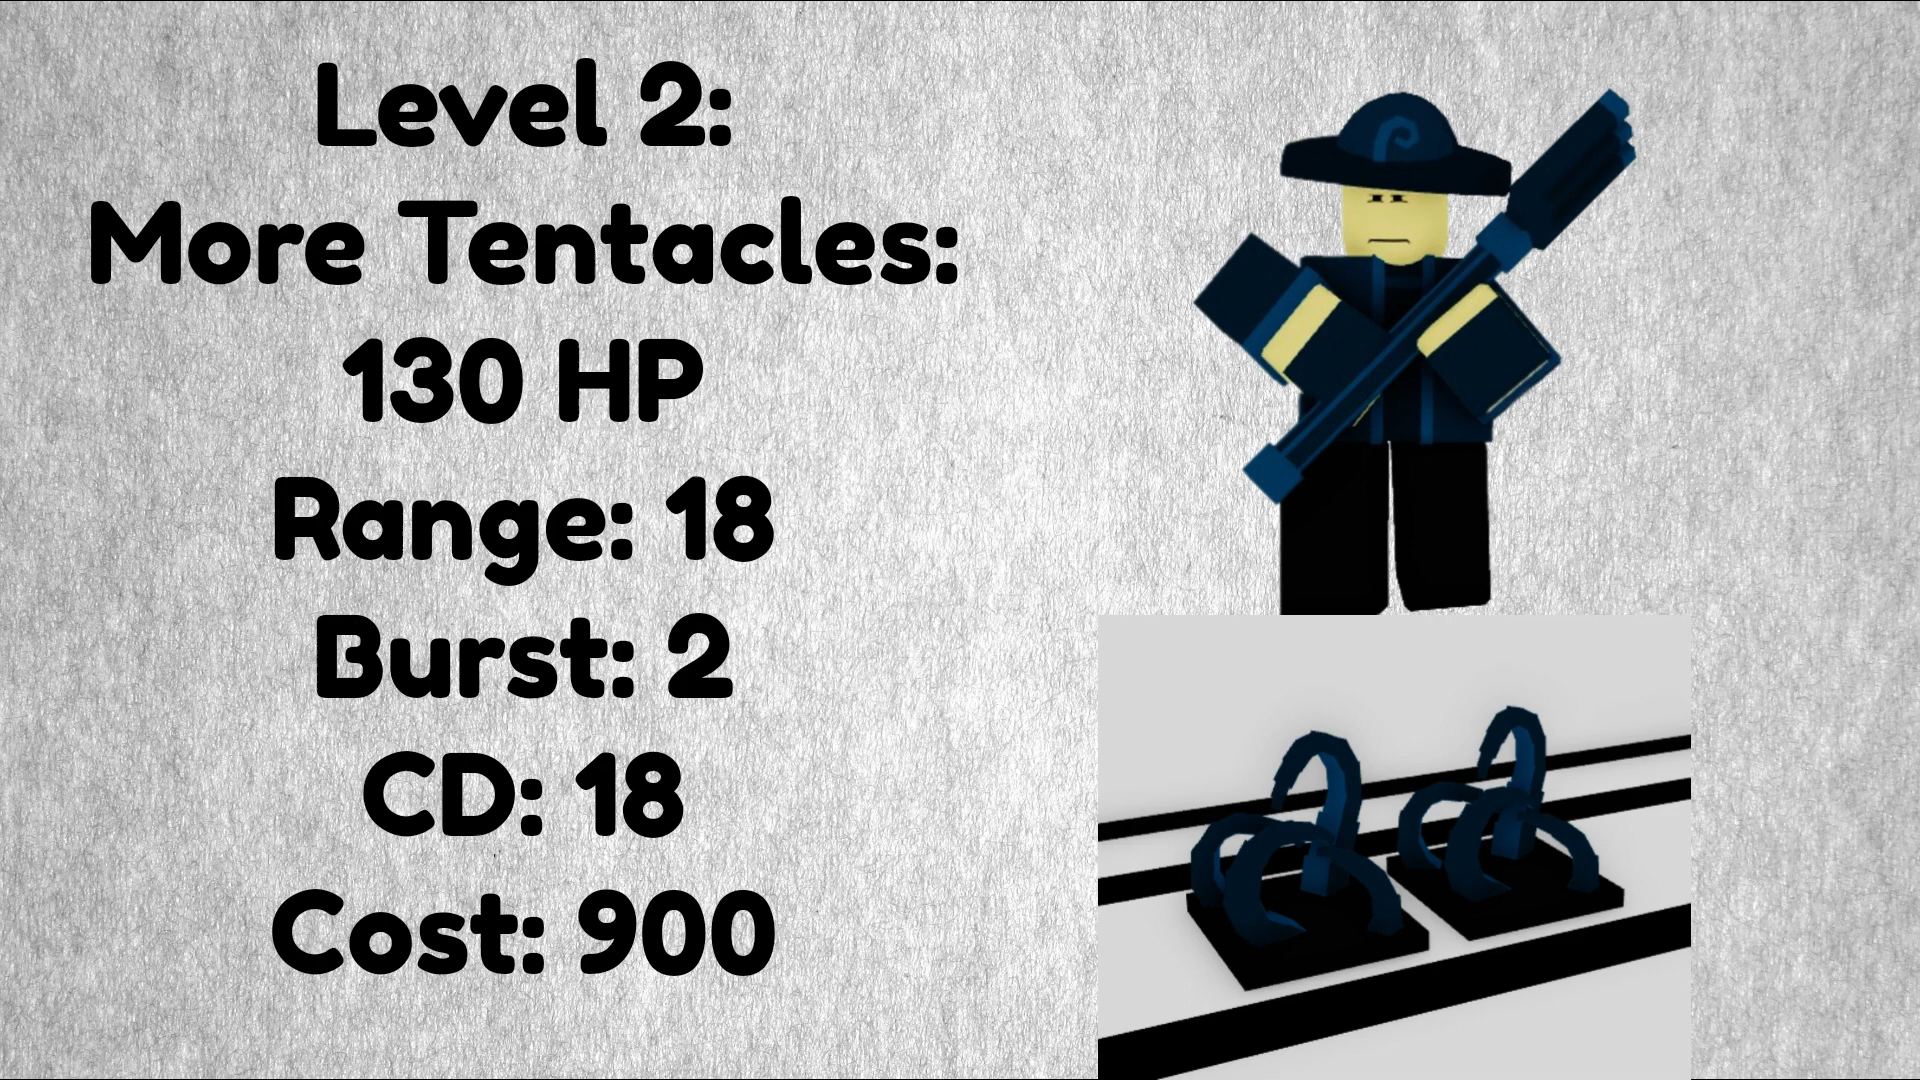 Level 2:
More Tentacles:
130 HP
Range: 18
Burst: 2
CD: 18
Cost: 900